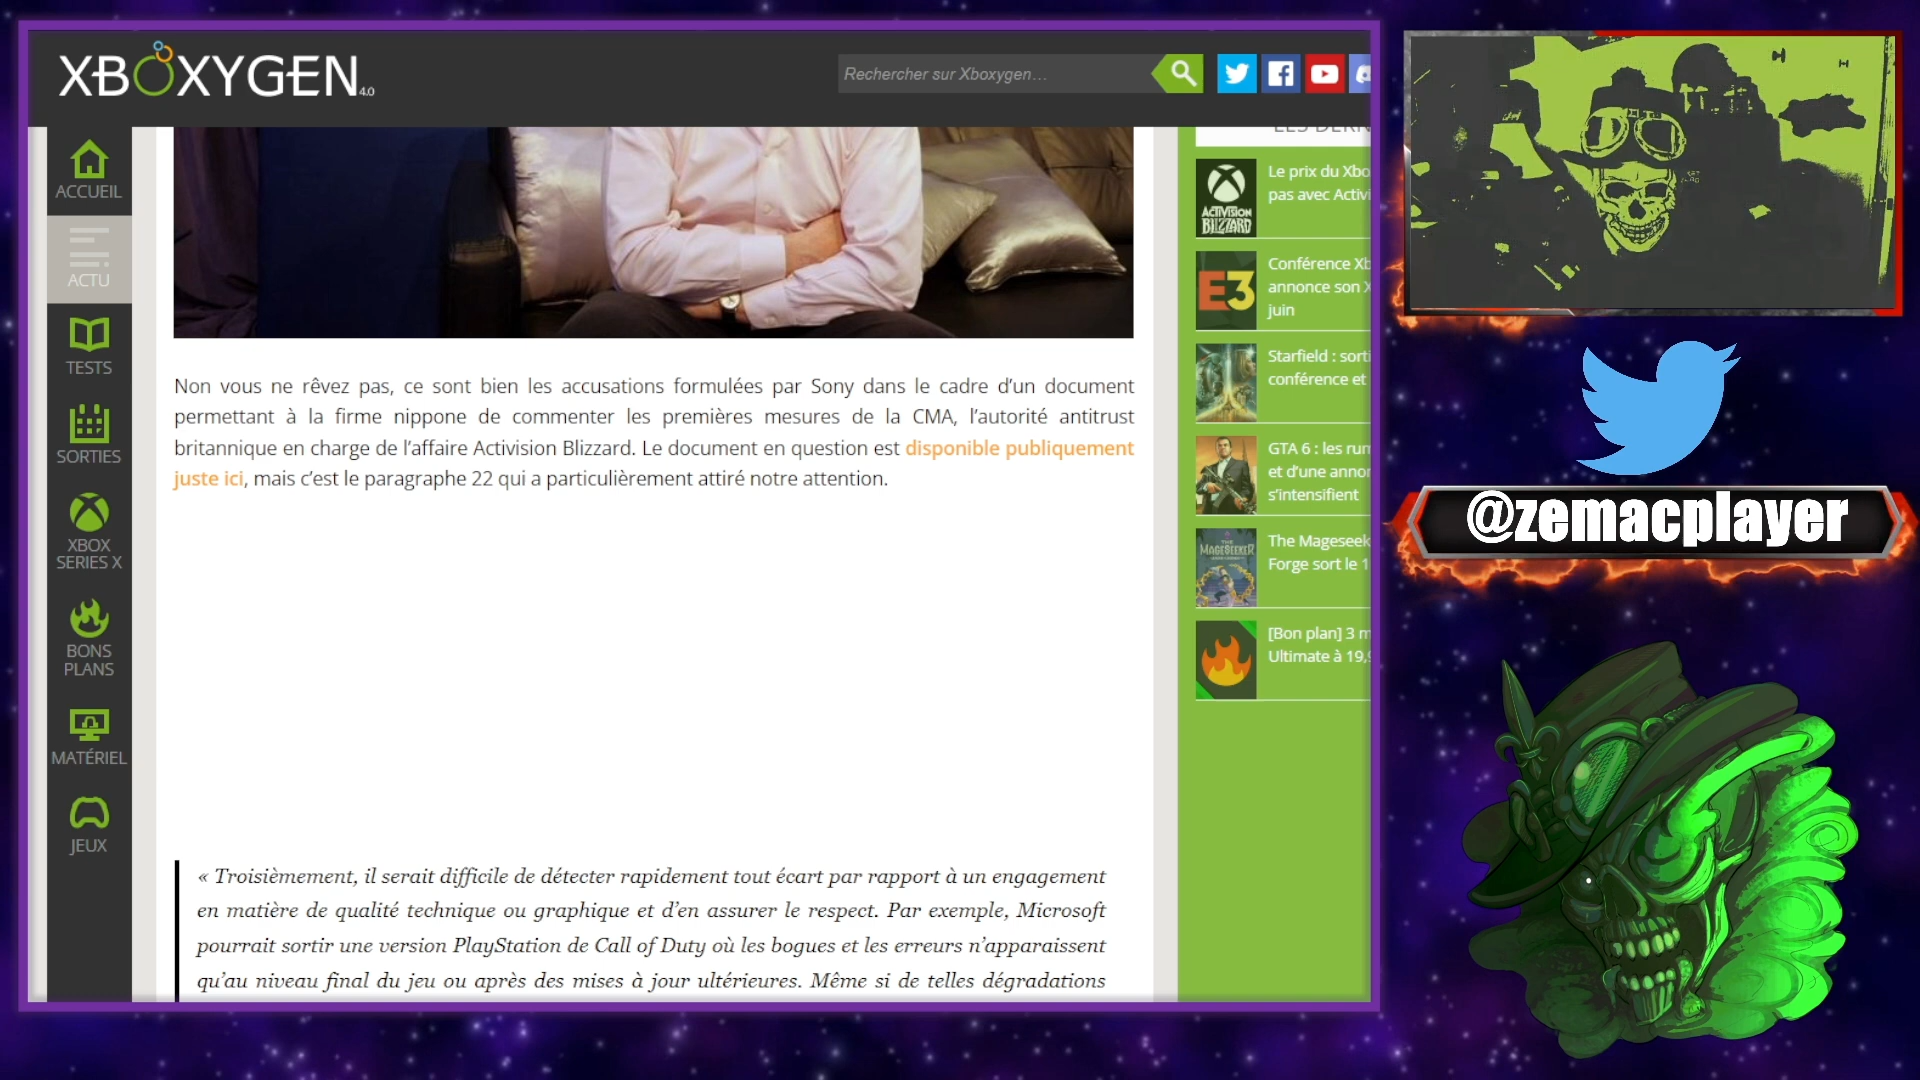 XBOXYGEN4.0
Rechercher sur Xboxygen...
ACCUEIL
ACTU
TESTS
SORTIES
XBOX
SERIES X
BONS
PLANS
MATÉRIEL
JEUX
Non vous ne rêvez pas, ce sont bien les accusations formulées par Sony dans le cadre d'un document
permettant à la firme nippone de commenter les premières mesures de la CMA, l'autorité antitrust
britannique en charge de l'affaire Activision Blizzard. Le document en question est disponible publiquement
juste ici, mais c'est le paragraphe 22 qui a particulièrement attiré notre attention.
« Troisièmement, il serait difficile de détecter rapidement tout écart par rapport à un engagement
en matière de qualité technique ou graphique et d'en assurer le respect. Par exemple, Microsoft
pourrait sortir une version PlayStation de Call of Duty où les bogues et les erreurs n'apparaissent
qu'au niveau final du jeu ou après des mises à jour ultérieures. Même si de telles dégradations
LES DERN
ACTIVISION
BLIZZARD
Le prix du Xbo
pas avec Activi
E3
Conférence Xb
annonce son X
juin
Starfield : sorti
conférence et
GTA 6 : les rum
et d'une annon
s'intensifient
THE
MAGESEEKER
The Mageseek
Forge sort le 1
[Bon plan] 3 m
Ultimate à 19,9
@zemacplayer